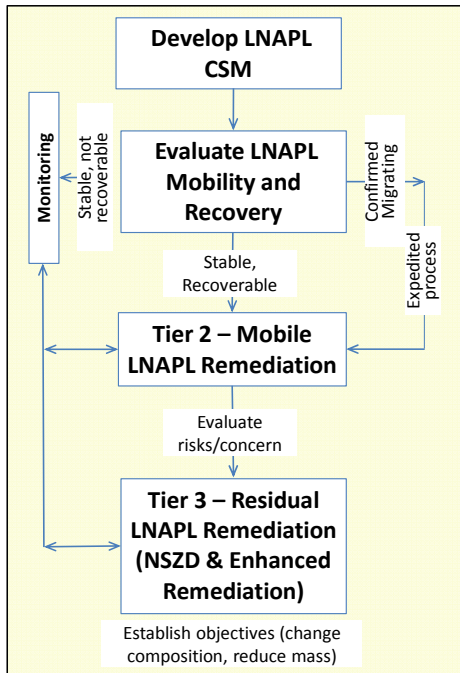 Develop LNAPL
CSM
Monitoring
Stable, not
recoverable
Evaluate LNAPL
Mobility and
Recovery
Confirmed
Migrating
Expedited
process
Stable,
Recoverable
Tier 2 – Mobile
LNAPL Remediation
Evaluate
risks/concern
Tier 3 – Residual
LNAPL Remediation
(NSZD & Enhanced
Remediation)
Establish objectives (change
composition, reduce mass)